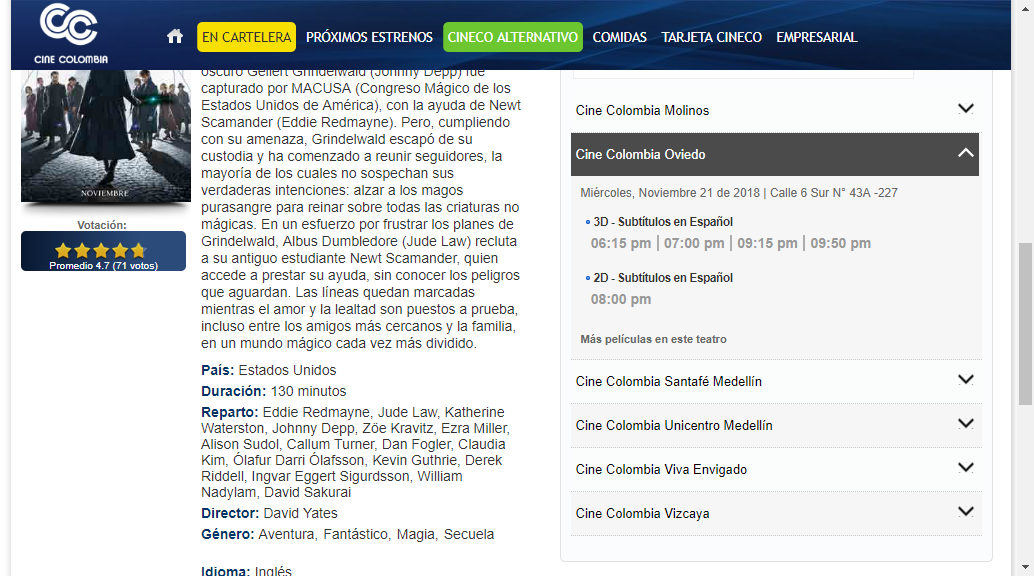 CINE COLOMBIA
EN CARTELERA PRÓXIMOS ESTRENOS CINECO ALTERNATIVO COMIDAS TARJETA CINECO EMPRESARIAL
NOVIEMBRE
Votación:
Promedio 4.7 (71 votos)
oscuro Gellert Grindelwald (Johnny Depp) fue
capturado por MACUSA (Congreso Mágico de los
Estados Unidos de América), con la ayuda de Newt
Scamander (Eddie Redmayne). Pero, cumpliendo
con su amenaza, Grindelwald escapó de su
custodia y ha comenzado a reunir seguidores, la
mayoría de los cuales no sospechan sus
verdaderas intenciones: alzar a los magos
purasangre para reinar sobre todas las criaturas no
mágicas. En un esfuerzo por frustrar los planes de
Grindelwald, Albus Dumbledore (Jude Law) recluta
a su antiguo estudiante Newt Scamander, quien
accede a prestar su ayuda, sin conocer los peligros
que aguardan. Las líneas quedan marcadas
mientras el amor y la lealtad son puestos a prueba,
incluso entre los amigos más cercanos y la familia,
en un mundo mágico cada vez más dividido.
País: Estados Unidos
Duración: 130 minutos
Reparto: Eddie Redmayne, Jude Law, Katherine
Waterston, Johnny Depp, Zöe Kravitz, Ezra Miller,
Alison Sudol, Callum Turner, Dan Fogler, Claudia
Kim, Ólafur Darri Ólafsson, Kevin Guthrie, Derek
Riddell, Ingvar Eggert Sigurdsson, William
Nadylam, David Sakurai
Director: David Yates
Género: Aventura, Fantástico, Magia, Secuela
Idioma: Inglés
Cine Colombia Molinos
Cine Colombia Oviedo
Miércoles, Noviembre 21 de 2018 | Calle 6 Sur N° 43A -227
3D - Subtítulos en Español
06:15 pm | 07:00 pm | 09:15 pm | 09:50 pm
2D - Subtítulos en Español
08:00 pm
Más películas en este teatro
Cine Colombia Santafé Medellín
Cine Colombia Unicentro Medellín
Cine Colombia Viva Envigado
Cine Colombia Vizcaya